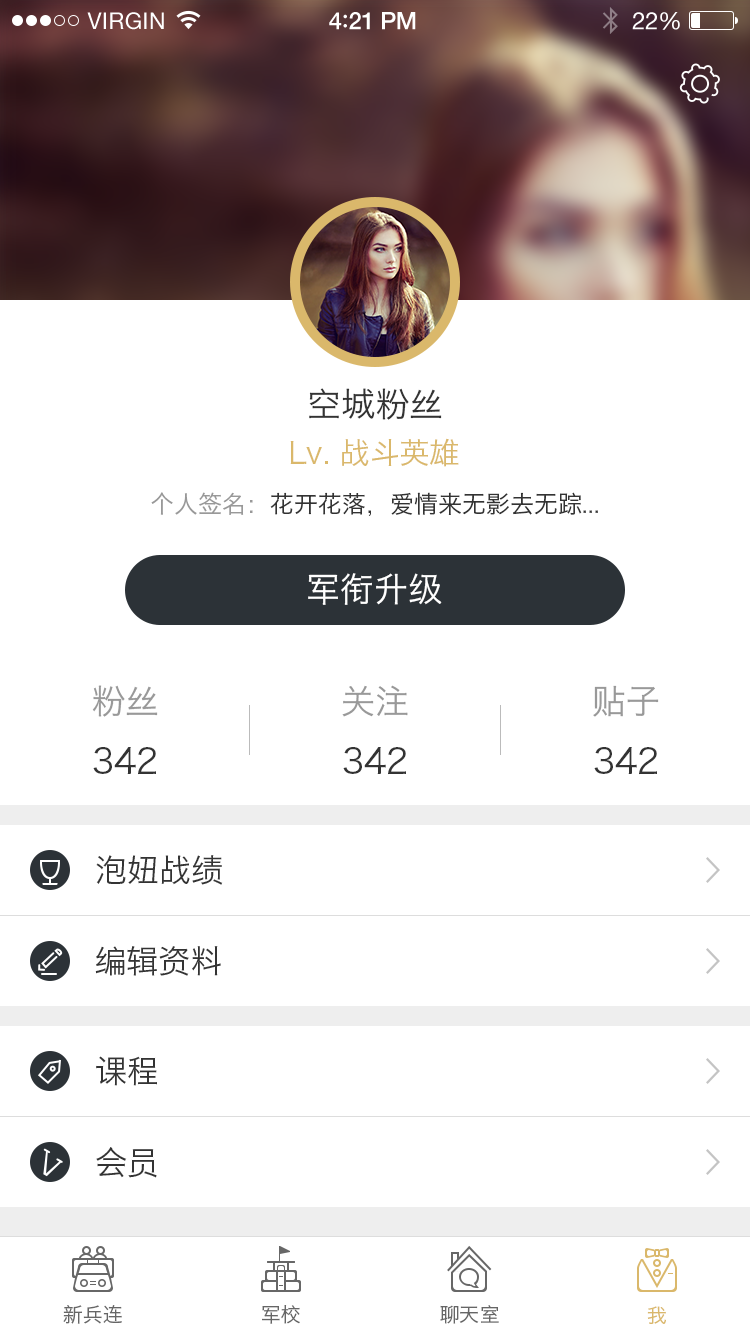 VIRGIN 4:21 PM 22%
空城粉丝
Lv. 战斗英雄
个人签名：花开花落，爱情来无影去无踪...
军衔升级
粉丝 关注 贴子
342 342 342
泡妞战绩
编辑资料
课程
会员
新兵连 军校 聊天室 我